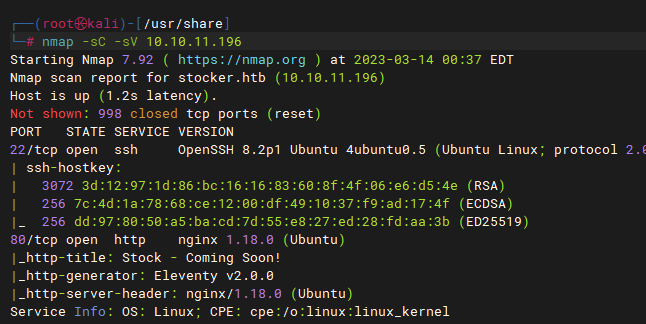 ┌──(root㉿kali)-[/usr/share]
└─# nmap -sC -sV 10.10.11.196
Starting Nmap 7.92 ( https://nmap.org ) at 2023-03-14 00:37 EDT
Nmap scan report for stocker.htb (10.10.11.196)
Host is up (1.2s latency).
Not shown: 998 closed tcp ports (reset)
PORT   STATE SERVICE VERSION
22/tcp open  ssh     OpenSSH 8.2p1 Ubuntu 4ubuntu0.5 (Ubuntu Linux; protocol 2.0
| ssh-hostkey:
|   3072 3d:12:97:1d:86:bc:16:16:83:60:8f:4f:06:e6:d5:4e (RSA)
|   256 7c:4d:1a:78:68:ce:12:00:df:49:10:37:f9:ad:17:4f (ECDSA)
|_  256 dd:97:80:50:a5:ba:cd:7d:55:e8:27:ed:28:fd:aa:3b (ED25519)
80/tcp open  http    nginx 1.18.0 (Ubuntu)
|_http-title: Stock - Coming Soon!
|_http-generator: Eleventy v2.0.0
|_http-server-header: nginx/1.18.0 (Ubuntu)
Service Info: OS: Linux; CPE: cpe:/o:linux:linux_kernel